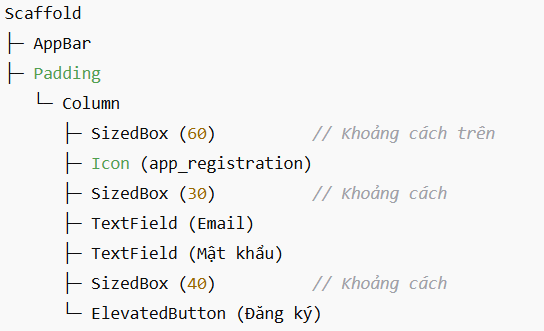 Scaffold
├─ AppBar
├─ Padding
   └─ Column
      ├─ SizedBox (60)          // Khoảng cách trên
      ├─ Icon (app_registration)
      ├─ SizedBox (30)          // Khoảng cách
      ├─ TextField (Email)
      ├─ TextField (Mật khẩu)
      ├─ SizedBox (40)          // Khoảng cách
      └─ ElevatedButton (Đăng ký)